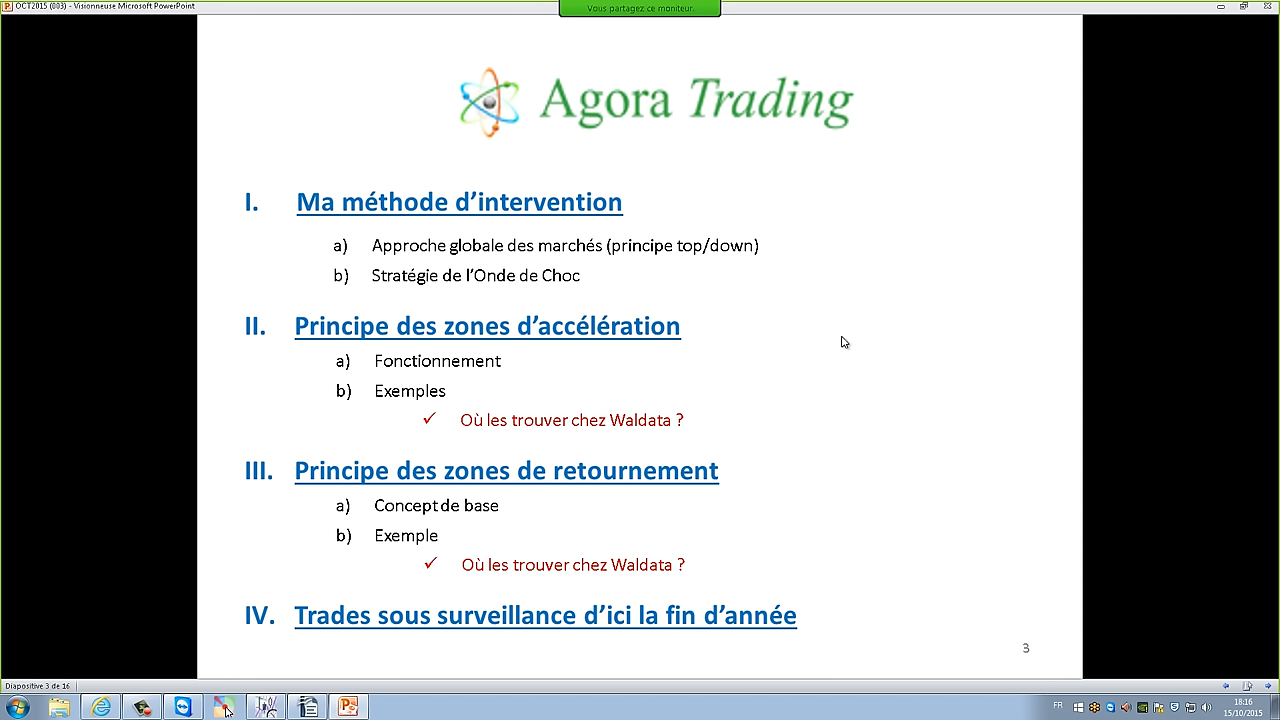 OCT2015 (003) - Visionneuse Microsoft PowerPoint
Vous partagez ce moniteur.
Agora Trading
I. Ma méthode d'intervention
a) Approche globale des marchés (principe top/down)
b) Stratégie de l'Onde de Choc
II. Principe des zones d'accélération
a) Fonctionnement
b) Exemples
✓ Où les trouver chez Waldata ?
III. Principe des zones de retournement
a) Concept de base
b) Exemple
✓ Où les trouver chez Waldata ?
IV. Trades sous surveillance d'ici la fin d'année
3
Diapositive 3 de 16
FR
18:16
15/10/2015